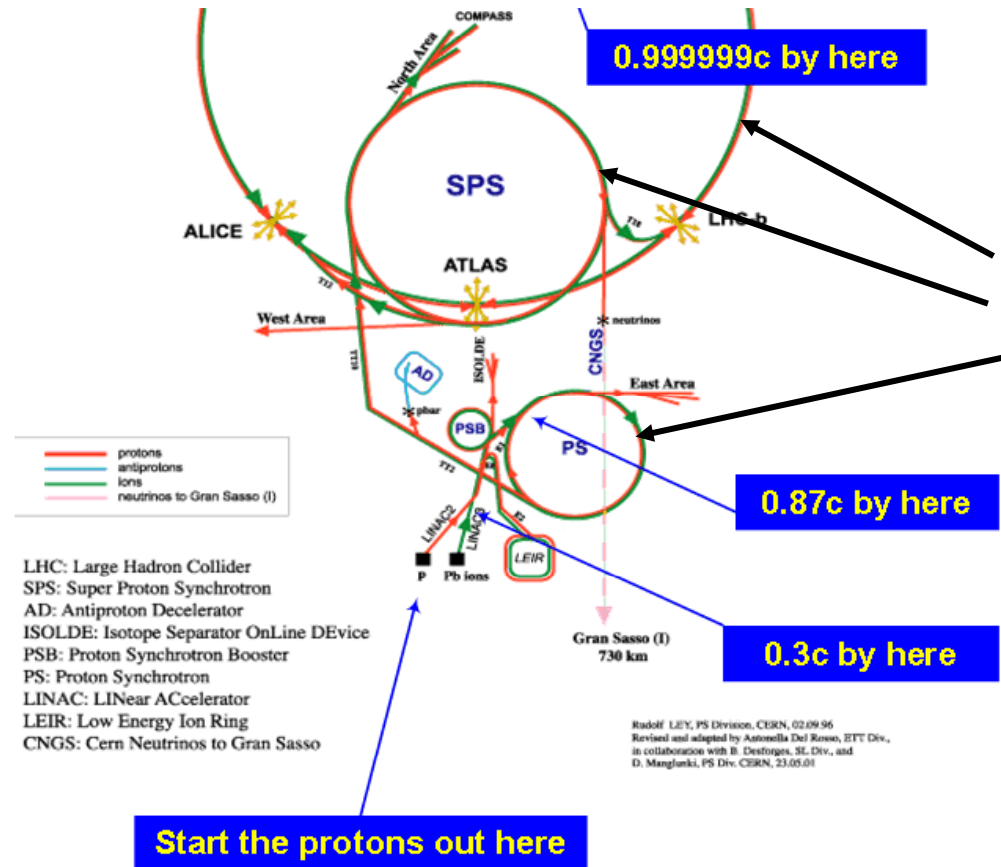 COMPASS
North Area
0.999999c by here
SPS
TI8
ALICE
LHC-b
ATLAS
TI2
West Area
neutrinos
CNGS
ISOLDE
TT10
East Area
AD
pbar
PSB
PS
protons
antiprotons
ions
neutrinos to Gran Sasso (I)
TT2
E2
0.87c by here
LINAC2
LINAC3
LEIR
P
Pb ions
LHC: Large Hadron Collider
SPS: Super Proton Synchrotron
AD: Antiproton Decelerator
ISOLDE: Isotope Separator OnLine DEvice
PSB: Proton Synchrotron Booster
PS: Proton Synchrotron
LINAC: LINear ACcelerator
LEIR: Low Energy Ion Ring
CNGS: Cern Neutrinos to Gran Sasso
Gran Sasso (I)
730 km
0.3c by here
Rudolf LEY, PS Division, CERN, 02.09.96
Revised and adapted by Antonella Del Rosso, ETT Div.,
in collaboration with B. Desforges, SL Div., and
D. Manglunki, PS Div. CERN, 23.05.01
Start the protons out here